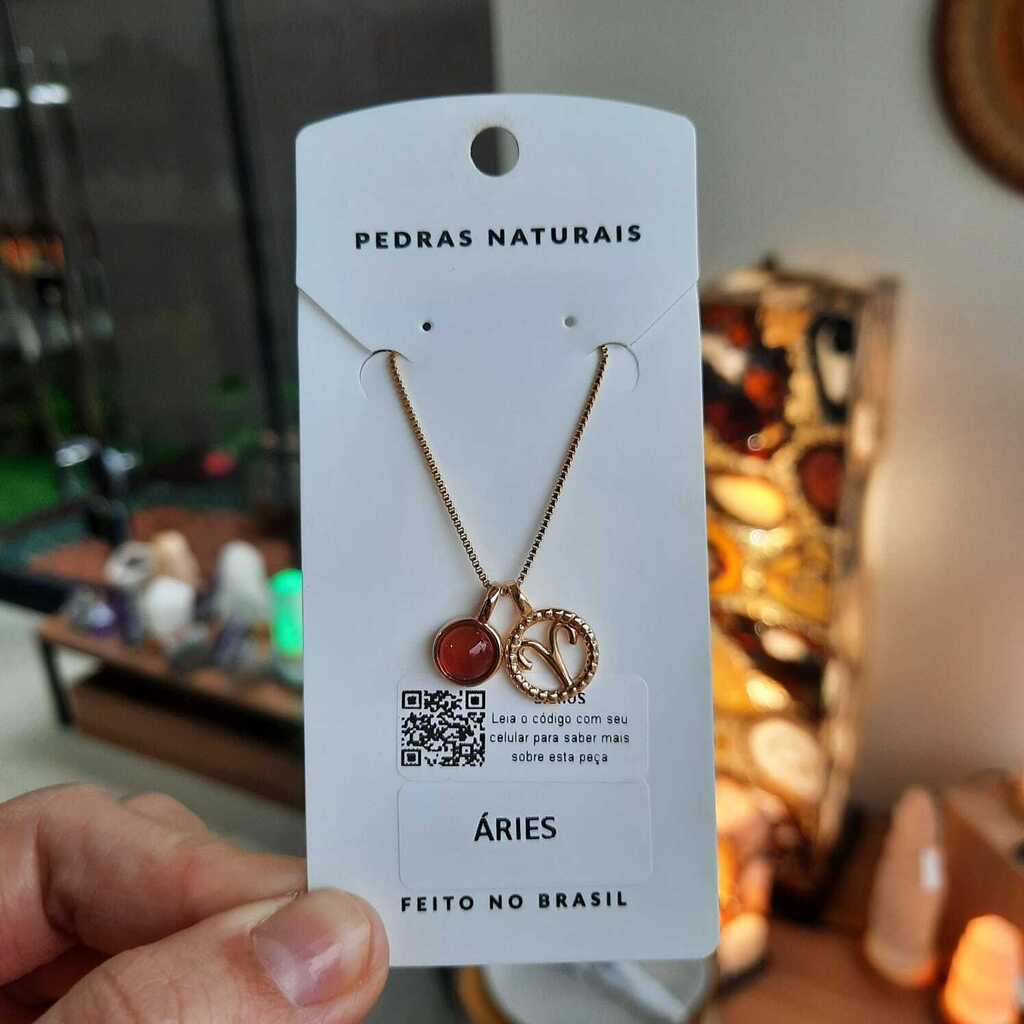 PEDRAS NATURAIS
Leia o código com seu
celular para saber mais
sobre esta peça
ÁRIES
FEITO NO BRASIL